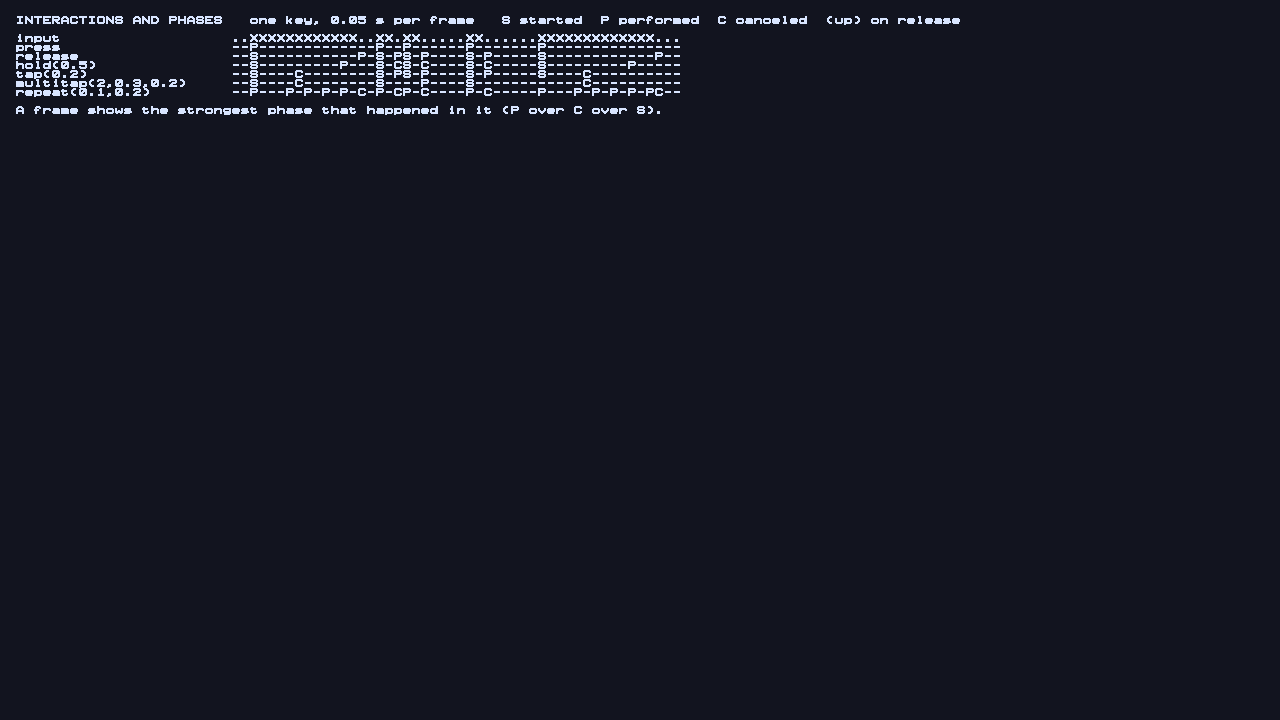 INTERACTIONS AND PHASES   one key, 0.05 s per frame   S started  P performed  C canceled  (up) on release
input                   ..XXXXXXXXXXXX..XX.XX.....XX......XXXXXXXXXXXXX...
press                   --P-------------P--P------P-------P---------------
release                 --S-----------P-S-PS-P----S-P-----S------------P--
hold(0.5)               --S---------P---S-CS-C----S-C-----S---------P-----
tap(0.2)                --S----C--------S-PS-P----S-P-----S----C----------
multitap(2,0.3,0.2)     --S----C--------S----P----S------------C----------
repeat(0.1,0.2)         --P---P-P-P-P-C-P-CP-C----P-C-----P---P-P-P-P-PC--
A frame shows the strongest phase that happened in it (P over C over S).